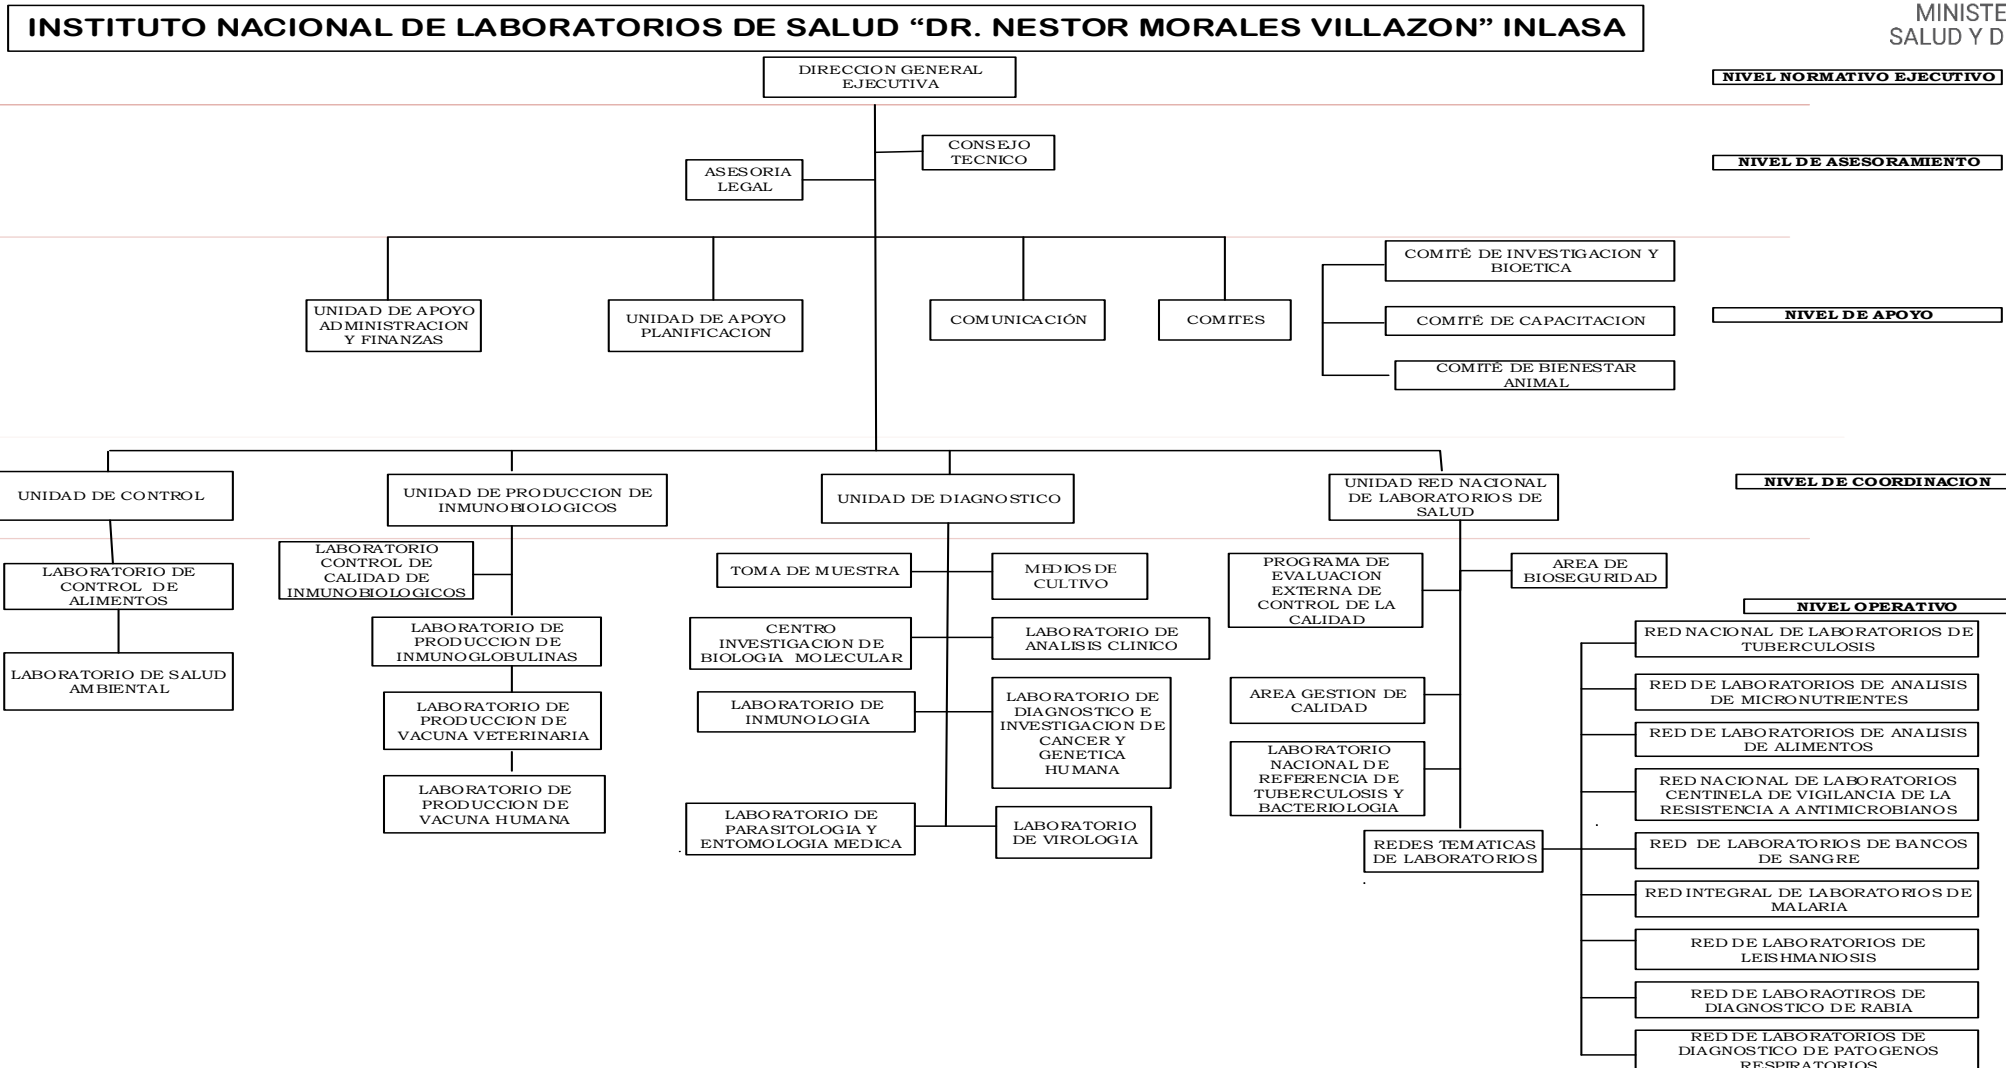 INSTITUTO NACIONAL DE LABORATORIOS DE SALUD “DR. NESTOR MORALES VILLAZON” INLASA
MINISTE
SALUD Y D
DIRECCION GENERAL
EJECUTIVA
NIVEL NORMATIVO EJECUTIVO
CONSEJO
TECNICO
ASESORIA
LEGAL
NIVEL DE ASESORAMIENTO
UNIDAD DE APOYO
ADMINISTRACION
Y FINANZAS
UNIDAD DE APOYO
PLANIFICACION
COMUNICACIÓN
COMITES
COMITÉ DE INVESTIGACION Y
BIOETICA
COMITÉ DE CAPACITACION
COMITÉ DE BIENESTAR
ANIMAL
NIVEL DE APOYO
UNIDAD DE CONTROL
UNIDAD DE PRODUCCION DE
INMUNOBIOLOGICOS
UNIDAD DE DIAGNOSTICO
UNIDAD RED NACIONAL
DE LABORATORIOS DE
SALUD
NIVEL DE COORDINACION
LABORATORIO DE
CONTROL DE
ALIMENTOS
LABORATORIO DE SALUD
AMBIENTAL
LABORATORIO
CONTROL DE
CALIDAD DE
INMUNOBIOLOGICOS
LABORATORIO DE
PRODUCCION DE
INMUNOGLOBULINAS
LABORATORIO DE
PRODUCCION DE
VACUNA VETERINARIA
LABORATORIO DE
PRODUCCION DE
VACUNA HUMANA
TOMA DE MUESTRA
MEDIOS DE
CULTIVO
CENTRO
INVESTIGACION DE
BIOLOGIA MOLECULAR
LABORATORIO DE
ANALISIS CLINICO
LABORATORIO DE
INMUNOLOGIA
LABORATORIO DE
DIAGNOSTICO E
INVESTIGACION DE
CANCER Y
GENETICA
HUMANA
LABORATORIO DE
PARASITOLOGIA Y
ENTOMOLOGIA MEDICA
LABORATORIO
DE VIROLOGIA
PROGRAMA DE
EVALUACION
EXTERNA DE
CONTROL DE LA
CALIDAD
AREA DE
BIOSEGURIDAD
AREA GESTION DE
CALIDAD
LABORATORIO
NACIONAL DE
REFERENCIA DE
TUBERCULOSIS Y
BACTERIOLOGIA
REDES TEMATICAS
DE LABORATORIOS
NIVEL OPERATIVO
RED NACIONAL DE LABORATORIOS DE
TUBERCULOSIS
RED DE LABORATORIOS DE ANALISIS
DE MICRONUTRIENTES
RED DE LABORATORIOS DE ANALISIS
DE ALIMENTOS
RED NACIONAL DE LABORATORIOS
CENTINELA DE VIGILANCIA DE LA
RESISTENCIA A ANTIMICROBIANOS
RED DE LABORATORIOS DE BANCOS
DE SANGRE
RED INTEGRAL DE LABORATORIOS DE
MALARIA
RED DE LABORATORIOS DE
LEISHMANIOSIS
RED DE LABORAOTIROS DE
DIAGNOSTICO DE RABIA
RED DE LABORATORIOS DE
DIAGNOSTICO DE PATOGENOS
RESPIRATORIOS